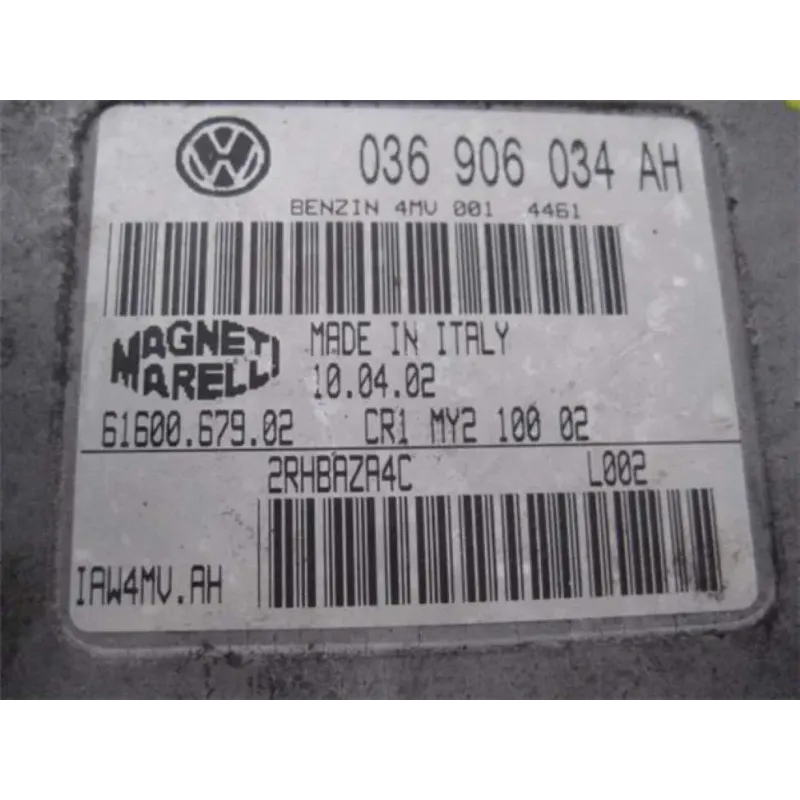 036 906 034 AH
BENZIN 4MV 001 4461
MAGNETI
MARELLI
MADE IN ITALY
10.04.02
61600.679.02 CR1 MY2 100 02
2RHBAZA4C L002
IAW4MV.AH